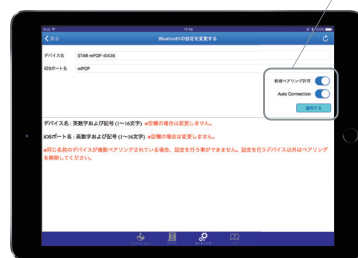 iPad
17:18
戻る
Bluetoothの設定を変更する
デバイス名 STAR-mPOP-I0435
iOSポート名 mPOP
新規ペアリング許可
Auto Connection
適用する
デバイス名：英数字および記号 (1〜16文字) ※空欄の場合は変更しません。
iOSポート名：英数字および記号 (1〜16文字) ※空欄の場合は変更しません。
※同じ名前のデバイスが複数ペアリングされている場合、設定を行う事ができません。設定を行うデバイス以外はペアリング
を解除してください。